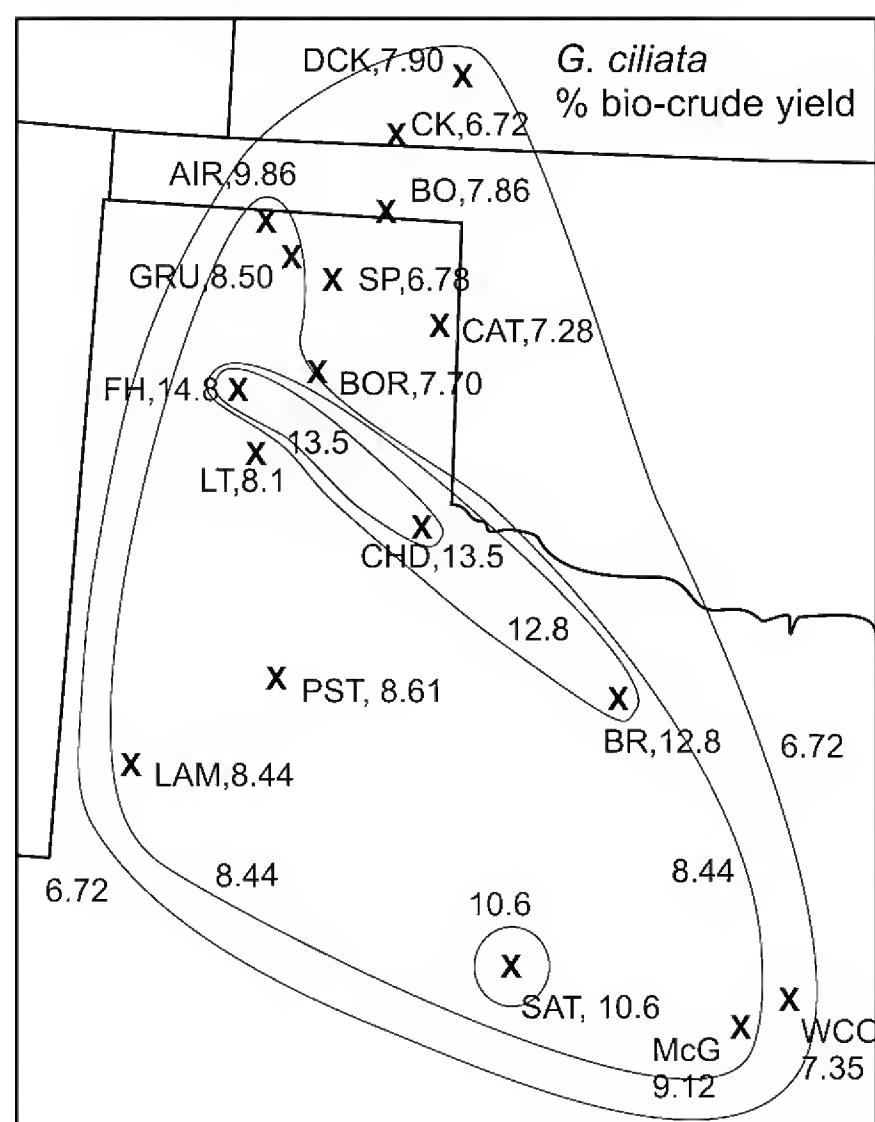 DCK,7.90
G. ciliata
% bio-crude yield
CK,6.72
AIR,9.86
BO,7.86
GRU,8.50
SP,6.78
CAT,7.28
FH,14.8
BOR,7.70
13.5
LT,8.1
CHD,13.5
12.8
PST, 8.61
BR,12.8
6.72
LAM,8.44
8.44
8.44
6.72
10.6
SAT, 10.6
McG
9.12
WCC
7.35